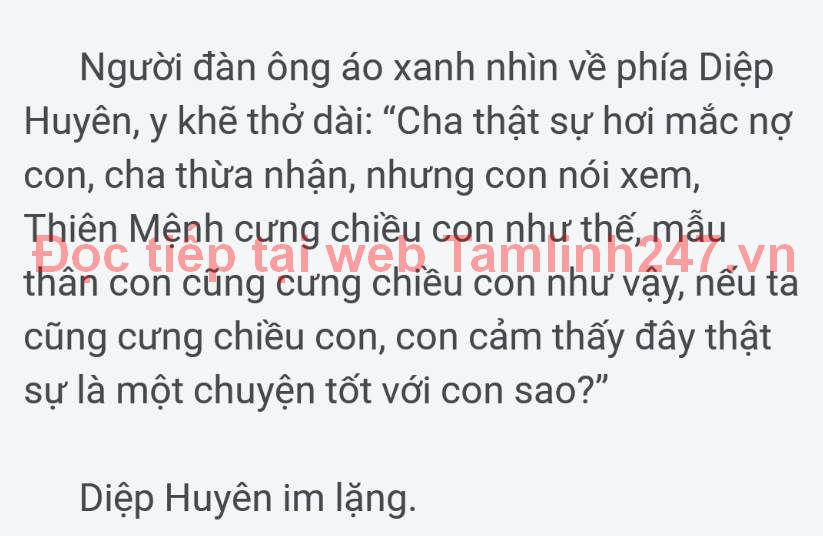 Người đàn ông áo xanh nhìn về phía Diệp
Huyên, y khẽ thở dài: “Cha thật sự hơi mắc nợ
con, cha thừa nhận, nhưng con nói xem,
Thiên Mệnh cưng chiều con như thế, mẫu
Đọc tiếp tại web Tamlinh247.vn
thân con cũng cưng chiều con như vậy, nếu ta
cũng cưng chiều con, con cảm thấy đây thật
sự là một chuyện tốt với con sao?”
Diệp Huyên im lặng.